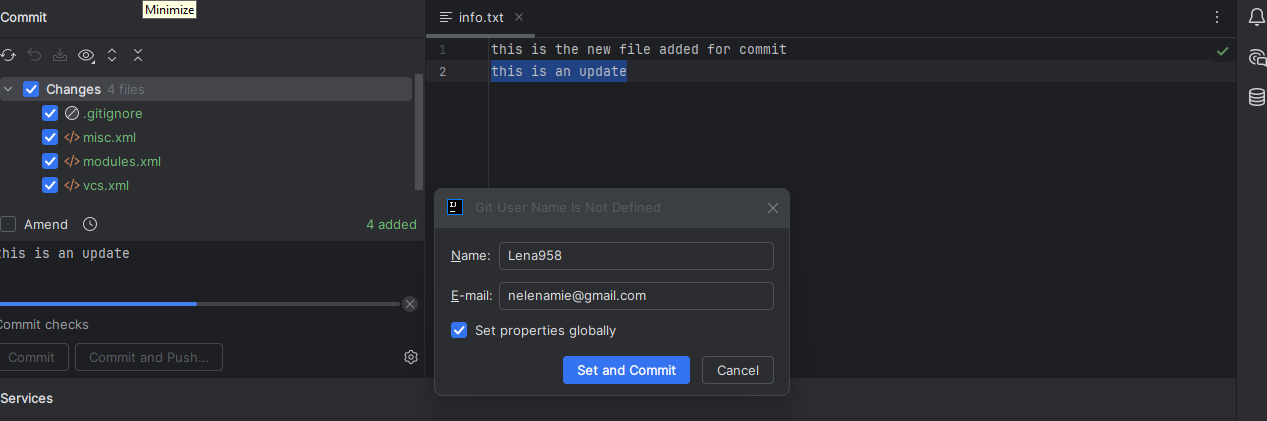 Commit
Minimize
info.txt
Changes 4 files
.gitignore
misc.xml
modules.xml
vcs.xml
Amend
4 added
this is an update
Commit checks
Commit
Commit and Push...
Services
1 this is the new file added for commit
2 this is an update
IJ
Git User Name Is Not Defined
Name: Lena958
E-mail: nelenamie@gmail.com
Set properties globally
Set and Commit
Cancel